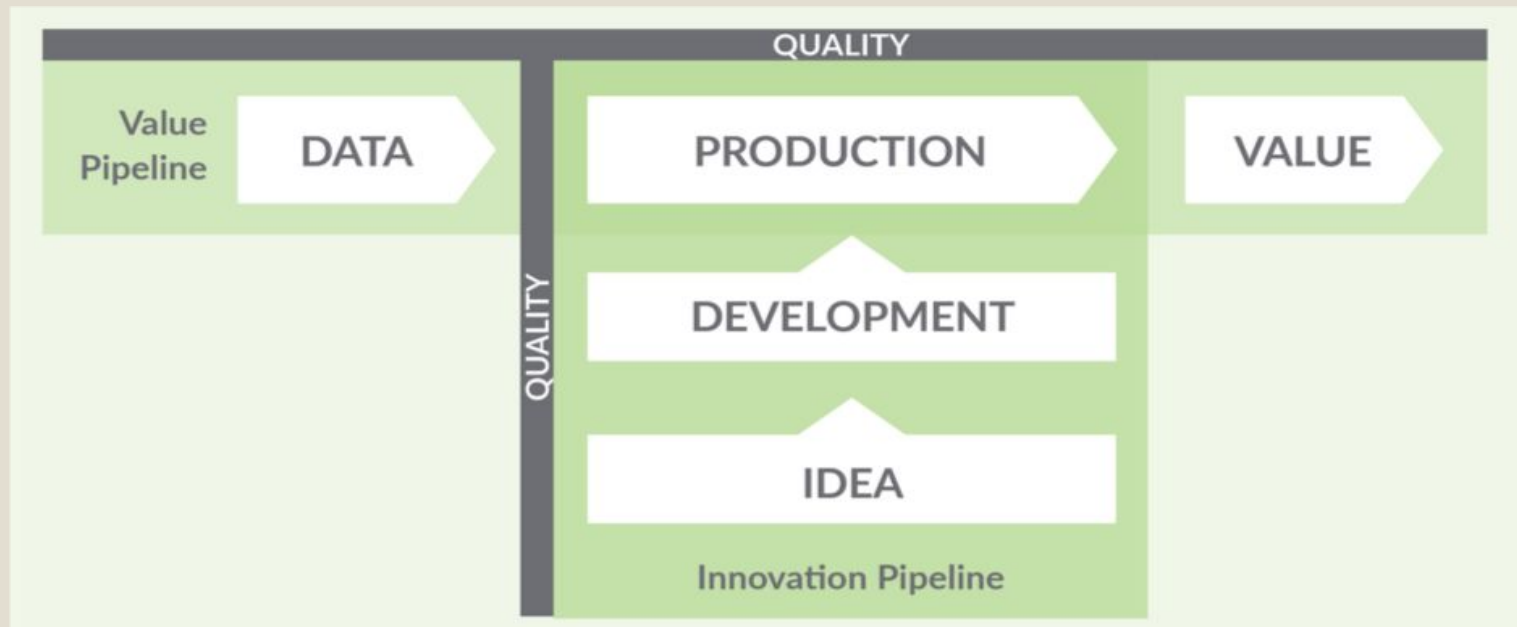 QUALITY
Value
Pipeline
DATA
PRODUCTION
VALUE
QUALITY
DEVELOPMENT
IDEA
Innovation Pipeline